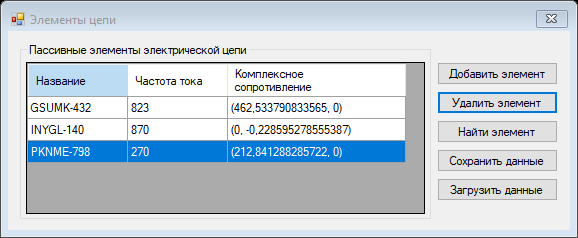 Элементы цепи
Пассивные элементы электрической цепи
Название Частота тока Комплексное
сопротивление
GSUMK-432 823 (462,533790833565, 0)
INYGL-140 870 (0, -0,228595278555387)
PKNME-798 270 (212,841288285722, 0)
Добавить элемент
Удалить элемент
Найти элемент
Сохранить данные
Загрузить данные